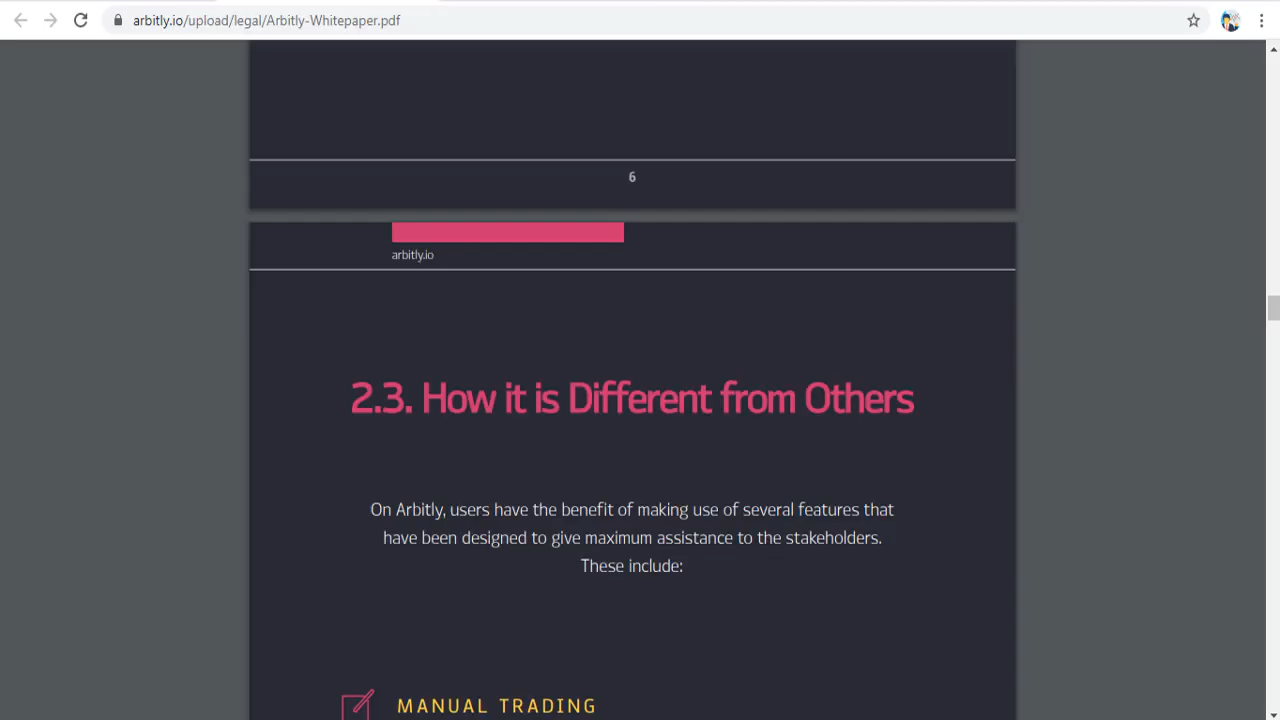 arbitly.io/upload/legal/Arbitly-Whitepaper.pdf
6
arbitly.io
2.3. How it is Different from Others
On Arbitly, users have the benefit of making use of several features that
have been designed to give maximum assistance to the stakeholders.
These include:
MANUAL TRADING